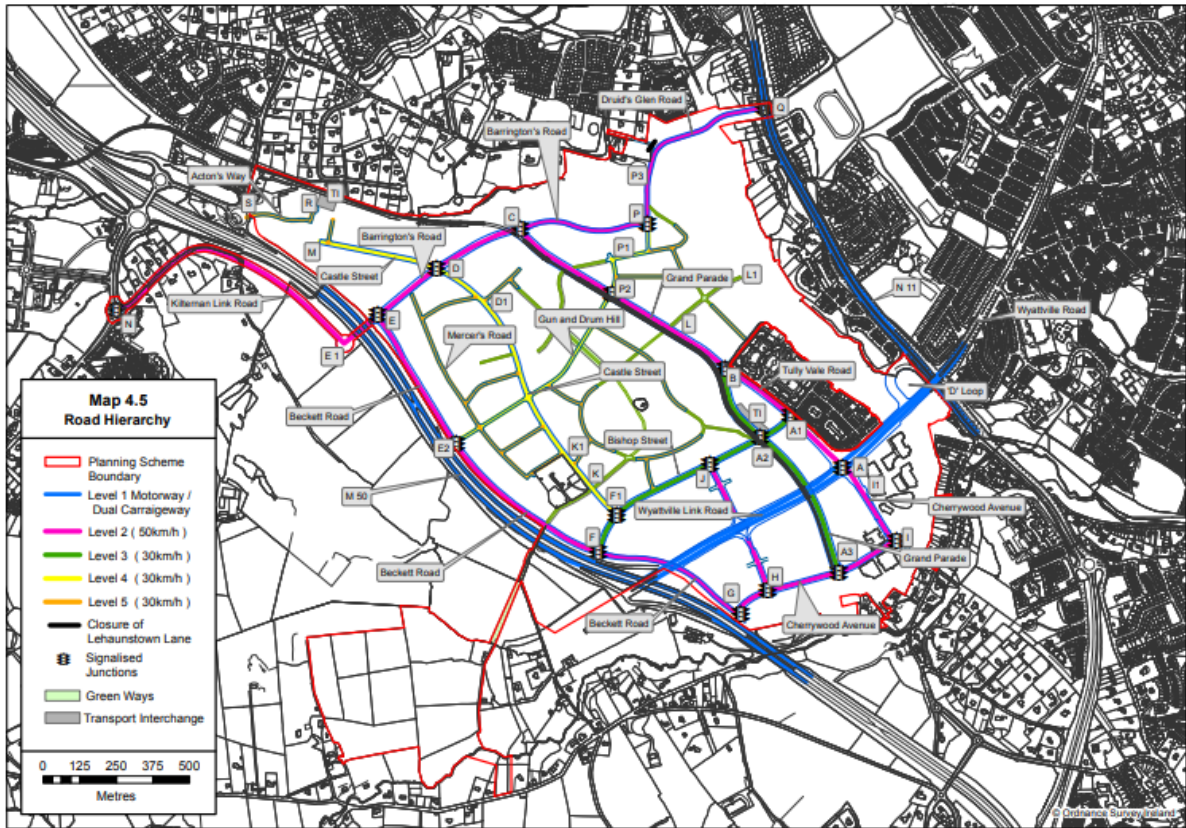 Druid's Glen Road
Q
Barrington's Road
Acton's Way
P3
TI
S
R
C
P
M
Barrington's Road
P1
Castle Street
D
Grand Parade
L1
N 11
Wyattville Road
Kilternan Link Road
D1
P2
N
E
Gun and Drum Hill
L
Mercer's Road
E 1
Castle Street
B
Tully Vale Road
'D' Loop
Beckett Road
TI
A1
E2
K1
Bishop Street
A2
K
J
A
I1
M 50
F1
Wyattville Link Road
Cherrywood Avenue
F
I
Grand Parade
A3
Beckett Road
H
G
Beckett Road
Cherrywood Avenue
Map 4.5
Road Hierarchy
Planning Scheme
Boundary
Level 1 Motorway /
Dual Carraigeway
Level 2 ( 50km/h )
Level 3 ( 30km/h )
Level 4 ( 30km/h )
Level 5 ( 30km/h )
Closure of
Lehaunstown Lane
Signalised
Junctions
Green Ways
Transport Interchange
0 125 250 375 500
Metres
© Ordnance Survey Ireland